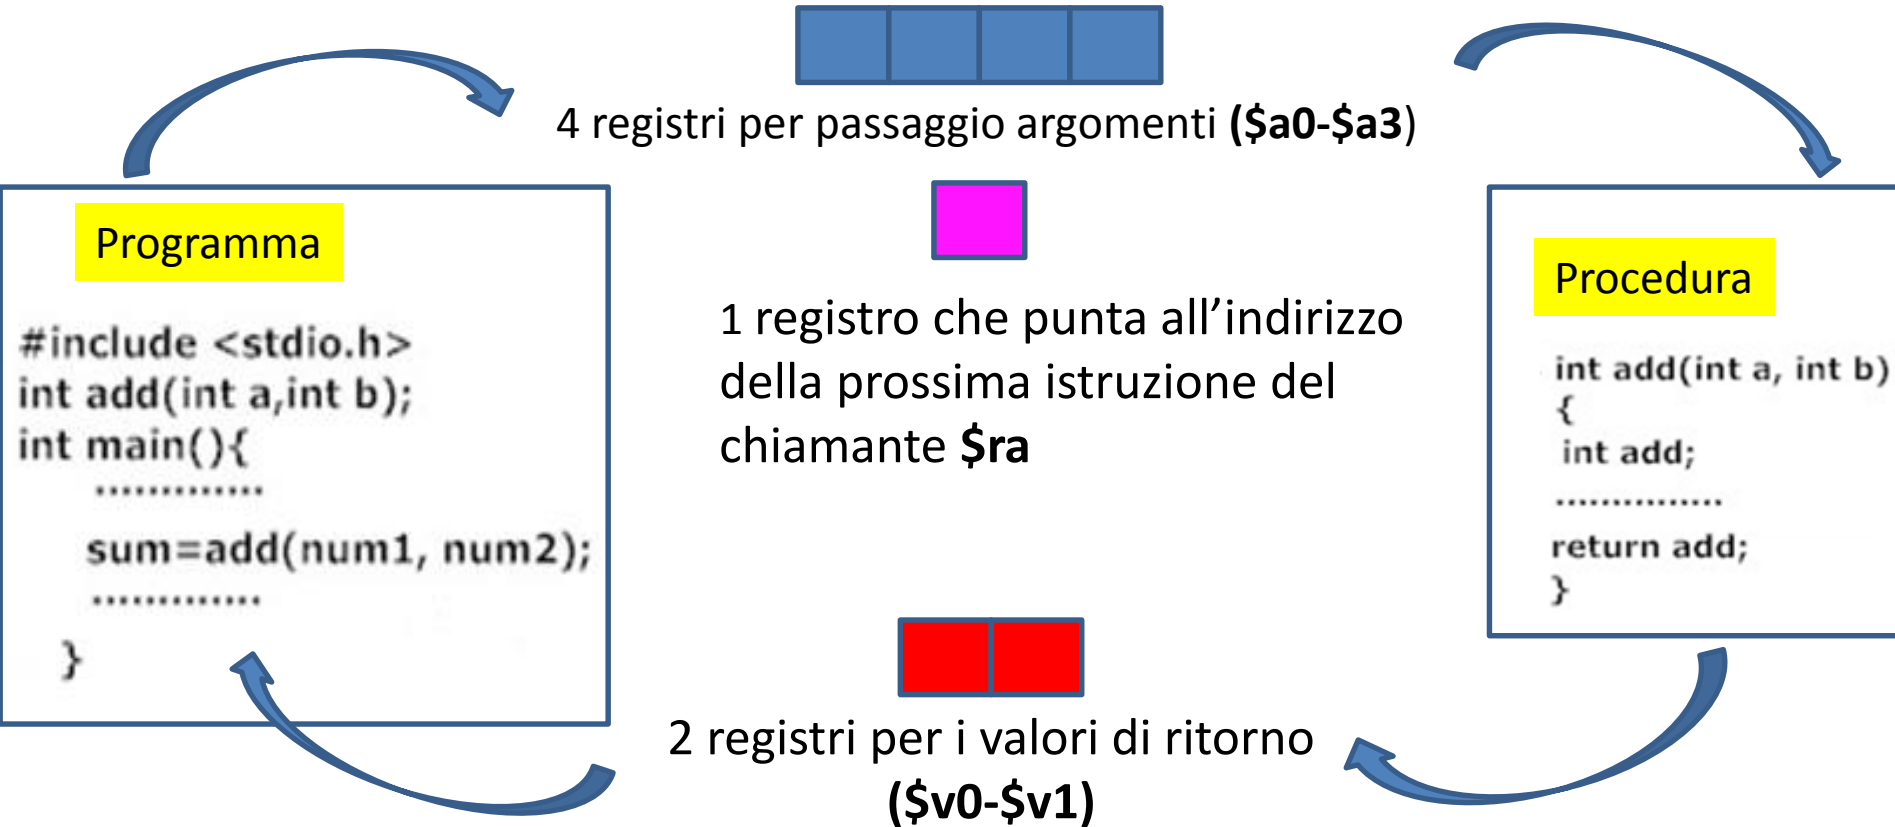 4 registri per passaggio argomenti ($a0-$a3)
Programma
#include <stdio.h>
int add(int a,int b);
int main(){
.............
sum=add(num1, num2);
.............
}
1 registro che punta all’indirizzo
della prossima istruzione del
chiamante $ra
Procedura
int add(int a, int b)
{
int add;
...............
return add;
}
2 registri per i valori di ritorno
($v0-$v1)